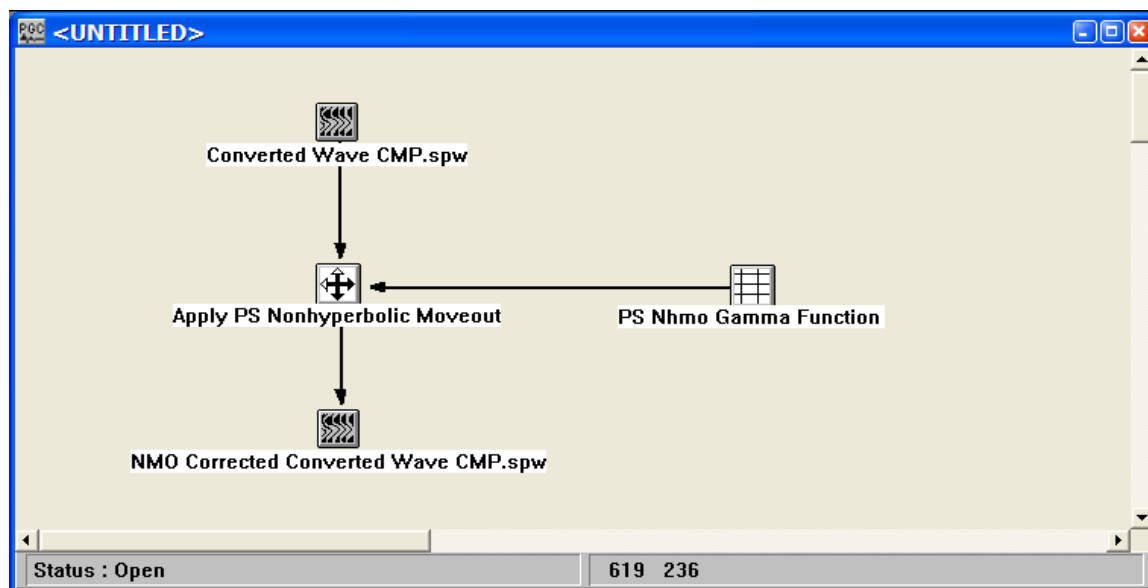 PGC <UNTITLED>
Converted Wave CMP.spw
Apply PS Nonhyperbolic Moveout
PS Nhmo Gamma Function
NMO Corrected Converted Wave CMP.spw
Status : Open
619 236